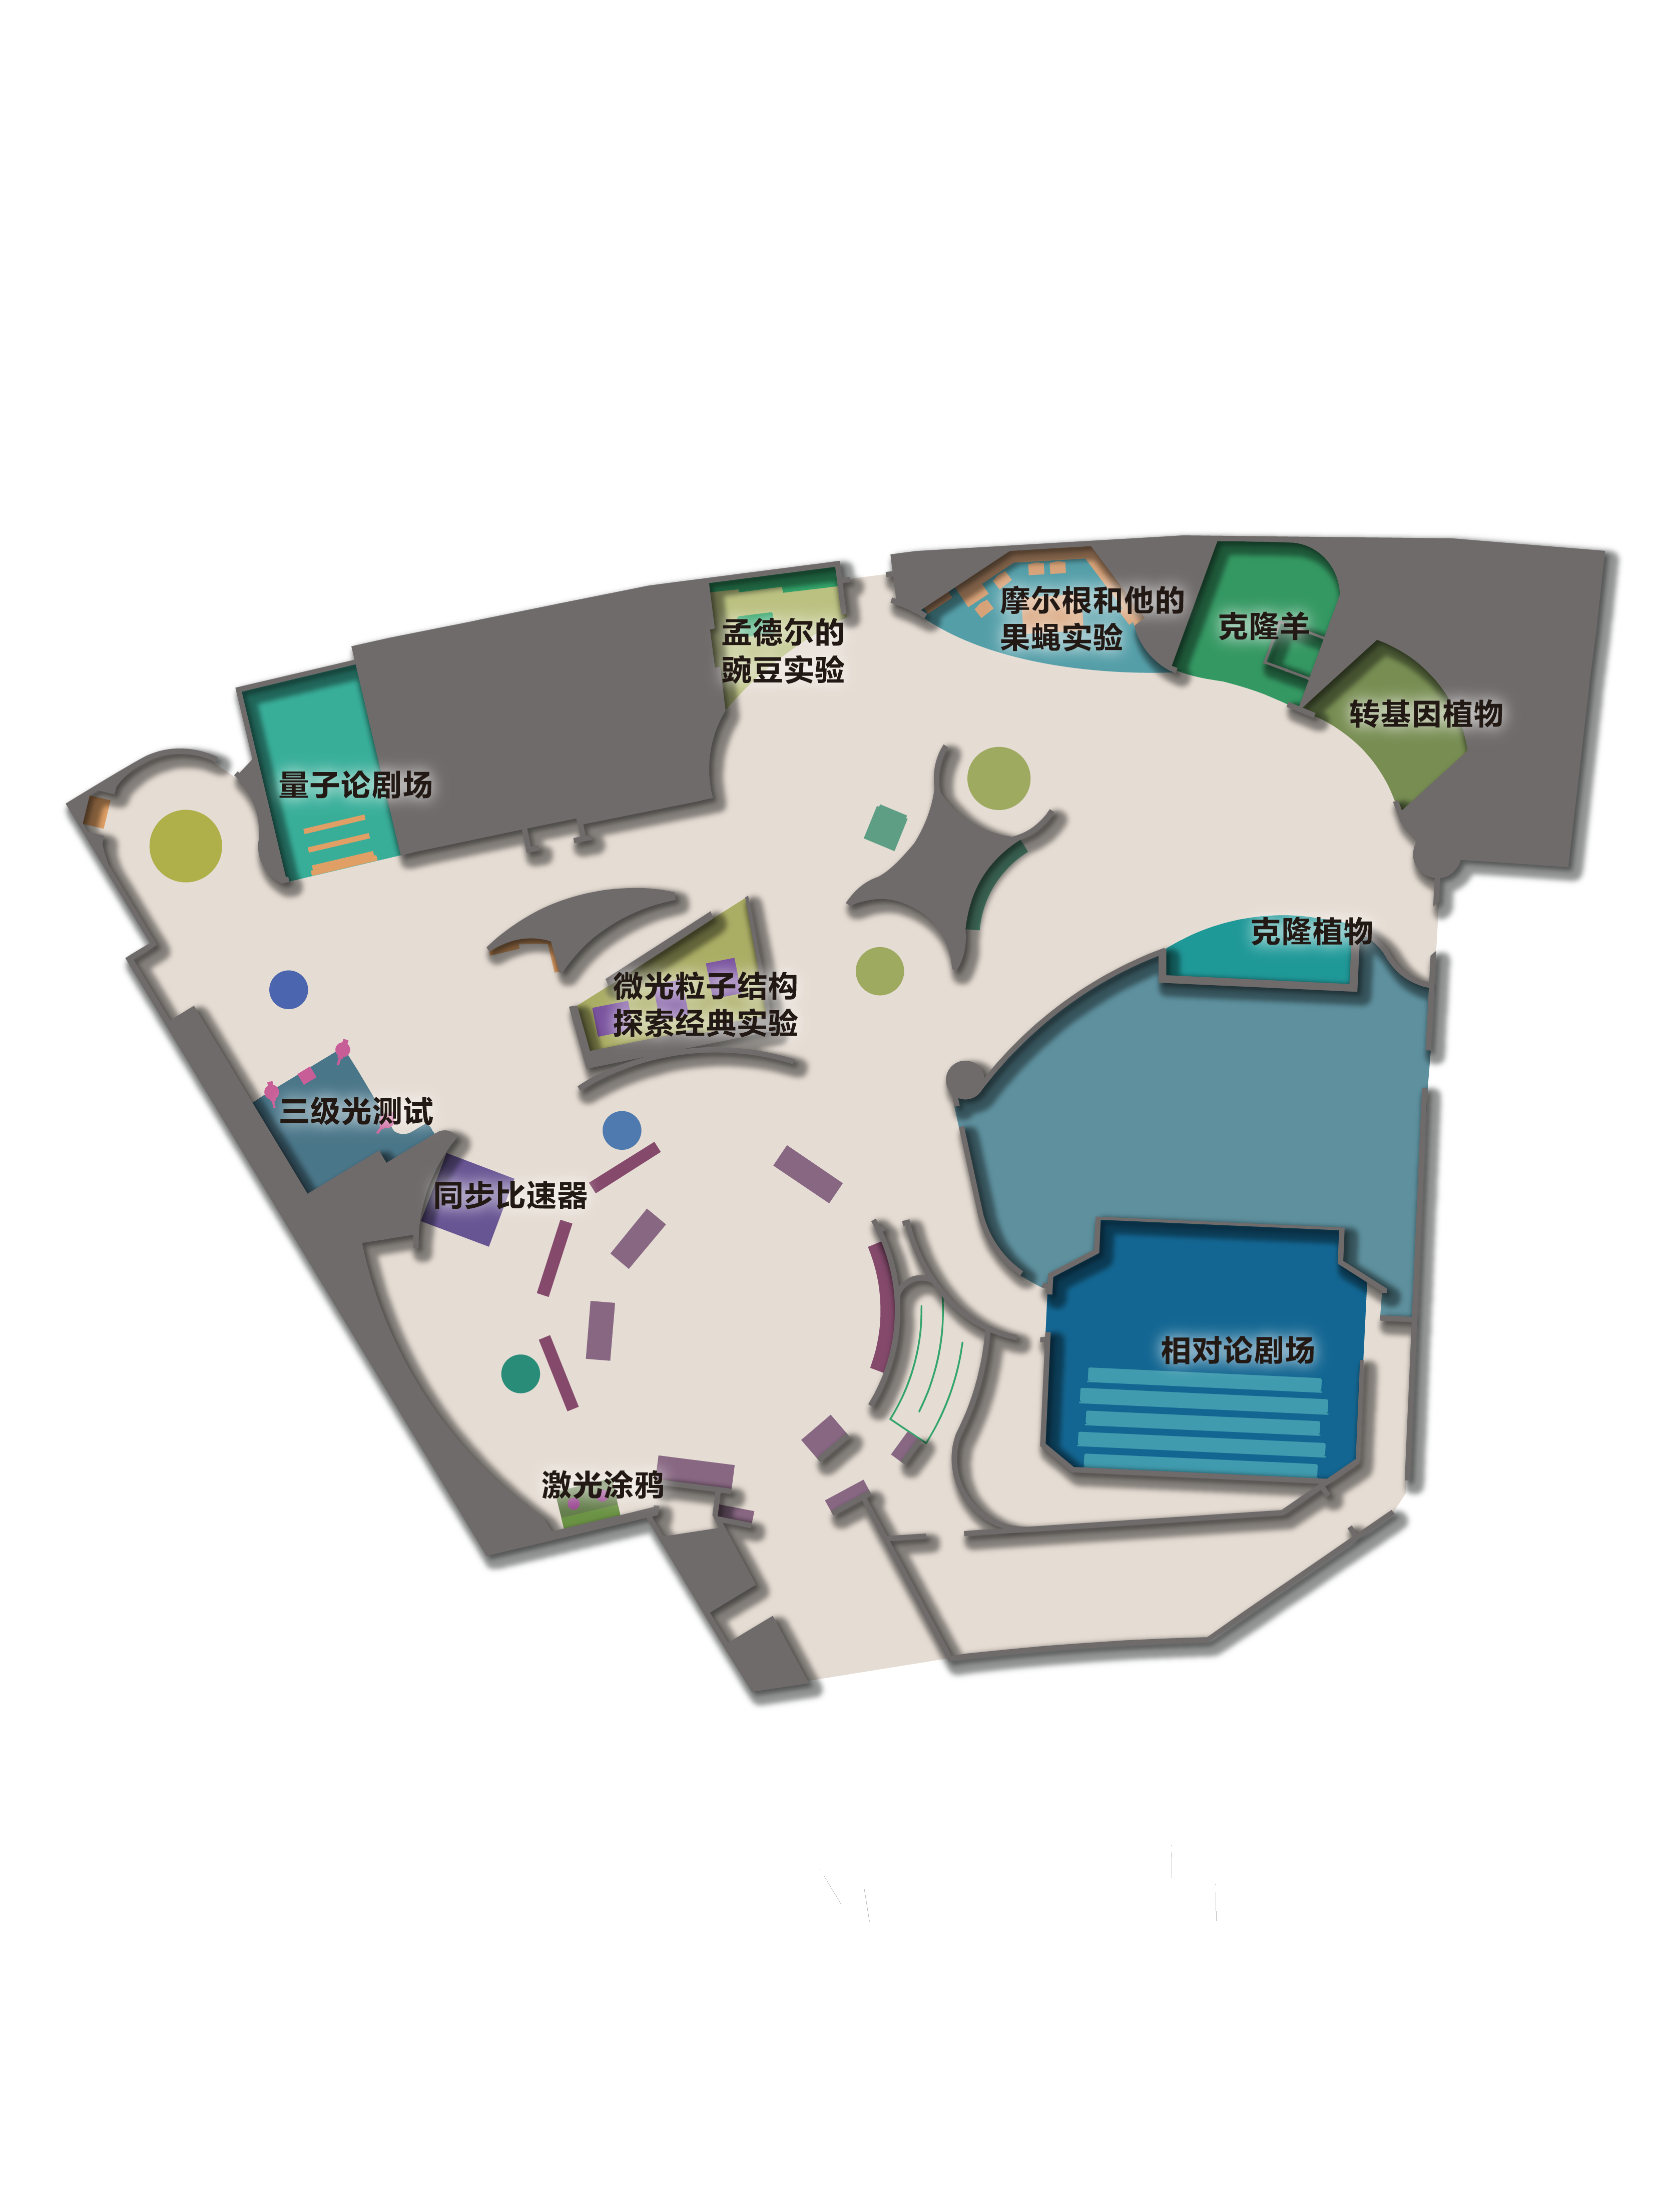 摩尔根和他的
果蝇实验
克隆羊
孟德尔的
豌豆实验
转基因植物
量子论剧场
克隆植物
微光粒子结构
探索经典实验
三级光测试
同步比速器
相对论剧场
激光涂鸦